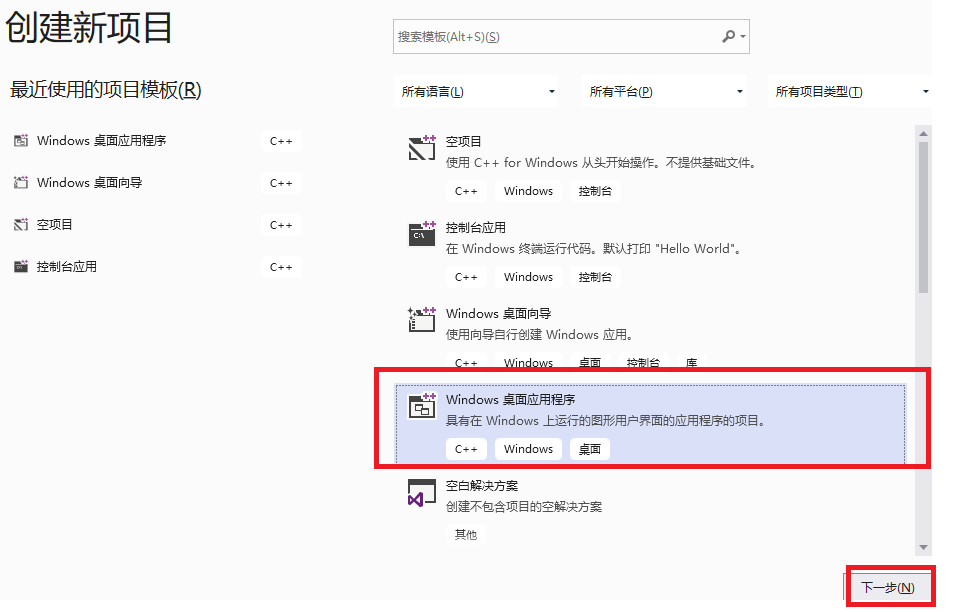 创建新项目
搜索模板(Alt+S)(S)
最近使用的项目模板(R)
所有语言(L)
所有平台(P)
所有项目类型(T)
Windows 桌面应用程序
C++
Windows 桌面向导
C++
空项目
C++
控制台应用
C++
空项目
使用 C++ for Windows 从头开始操作。不提供基础文件。
C++ Windows 控制台
控制台应用
在 Windows 终端运行代码。默认打印 "Hello World"。
C++ Windows 控制台
Windows 桌面向导
使用向导自行创建 Windows 应用。
C++ Windows 桌面 控制台 库
Windows 桌面应用程序
具有在 Windows 上运行的图形用户界面的应用程序的项目。
C++ Windows 桌面
空白解决方案
创建不包含项目的空解决方案
其他
下一步(N)